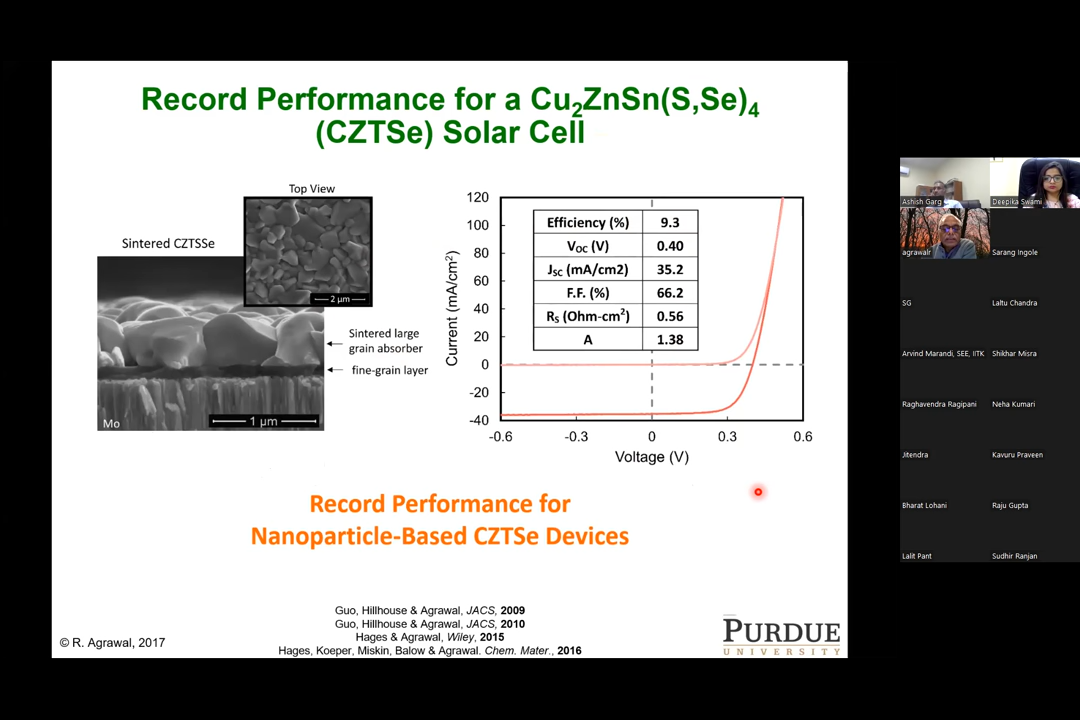 Record Performance for a Cu2ZnSn(S,Se)4
(CZTSe) Solar Cell
Top View
Sintered CZTSSe
2 μm
Sintered large
grain absorber
fine-grain layer
Mo
1 μm
Current (mA/cm2)
120
100
80
60
40
20
0
-20
-40
-0.6
-0.3
0
0.3
0.6
Voltage (V)
Efficiency (%) 9.3
VOC (V) 0.40
JSC (mA/cm2) 35.2
F.F. (%) 66.2
RS (Ohm-cm2) 0.56
A 1.38
Record Performance for
Nanoparticle-Based CZTSe Devices
Guo, Hillhouse & Agrawal, JACS, 2009
Guo, Hillhouse & Agrawal, JACS, 2010
Hages & Agrawal, Wiley, 2015
Hages, Koeper, Miskin, Balow & Agrawal. Chem. Mater., 2016
© R. Agrawal, 2017
PURDUE
UNIVERSITY
Ashish Garg
Deepika Swami
agrawalr
Sarang Ingole
SG
Laltu Chandra
Arvind Marandi, SEE, IITK
Shikhar Misra
Raghavendra Ragipani
Neha Kumari
Jitendra
Kavuru Praveen
Bharat Lohani
Raju Gupta
Lalit Pant
Sudhir Ranjan